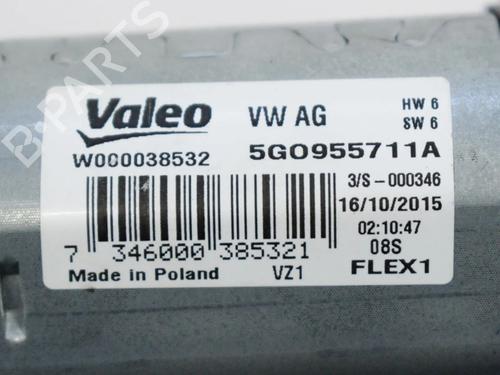 B-PARTS
Valeo VW AG HW 6
SW 6
W000038532 5G0955711A
3/S-000346
16/10/2015
02:10:47
08S
7 346000 385321
Made in Poland VZ1 FLEX1